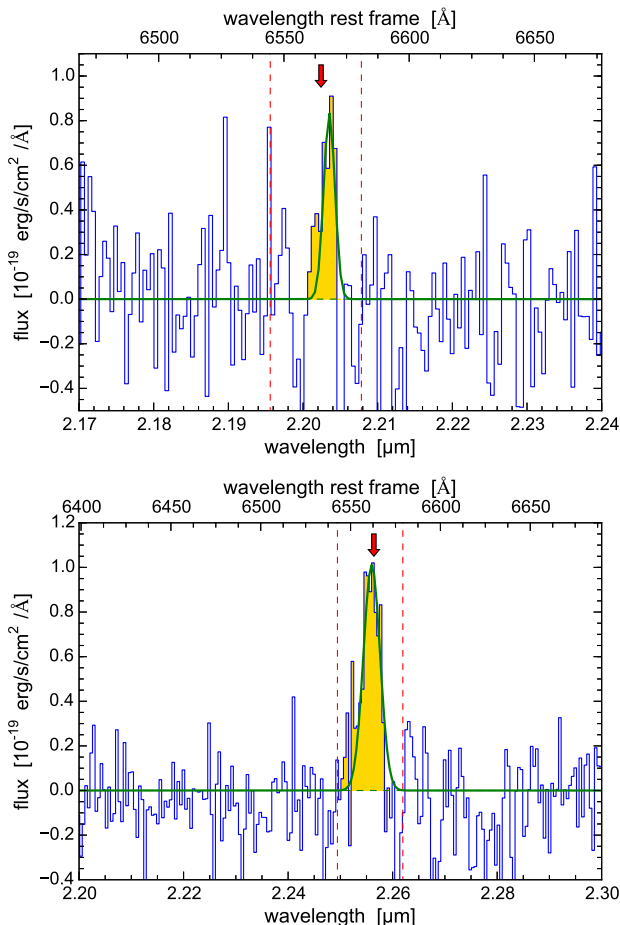 wavelength rest frame [Å]
6500 6550 6600 6650
1.0
0.8
0.6
0.4
0.2
0.0
−0.2
−0.4
flux [10⁻¹⁹ erg/s/cm² /Å]
2.17 2.18 2.19 2.20 2.21 2.22 2.23 2.24
wavelength [µm]
wavelength rest frame [Å]
6400 6450 6500 6550 6600 6650
1.2
1.0
0.8
0.6
0.4
0.2
0.0
−0.2
−0.4
flux [10⁻¹⁹ erg/s/cm² /Å]
2.20 2.22 2.24 2.26 2.28 2.30
wavelength [µm]